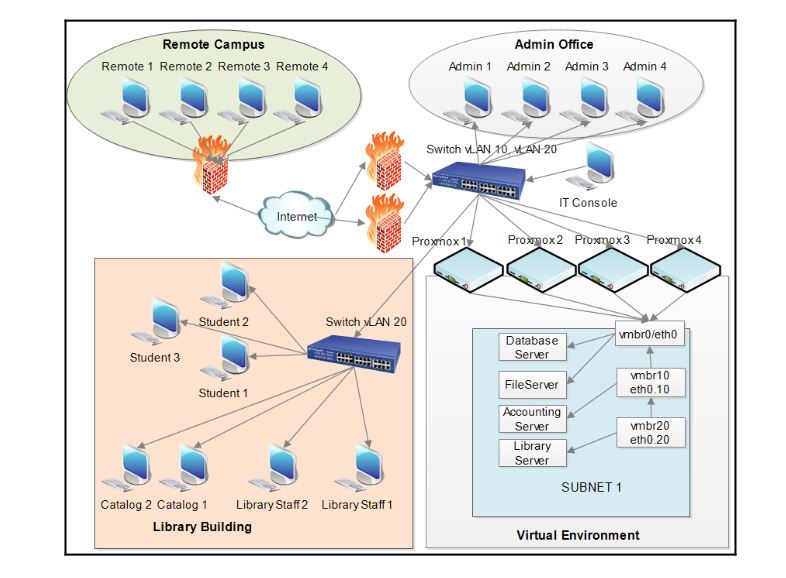 Remote Campus
Admin Office
Remote 1
Remote 2
Remote 3
Remote 4
Admin 1
Admin 2
Admin 3
Admin 4
Switch vLAN 10, vLAN 20
IT Console
Internet
Proxmox 1
Proxmox 2
Proxmox 3
Proxmox 4
Student 2
Switch vLAN 20
Student 3
Student 1
vmbr0/eth0
Database
Server
FileServer
vmbr10
eth0.10
Accounting
Server
vmbr20
eth0.20
Library
Server
SUBNET 1
Catalog 2
Catalog 1
Library Staff 2
Library Staff 1
Library Building
Virtual Environment